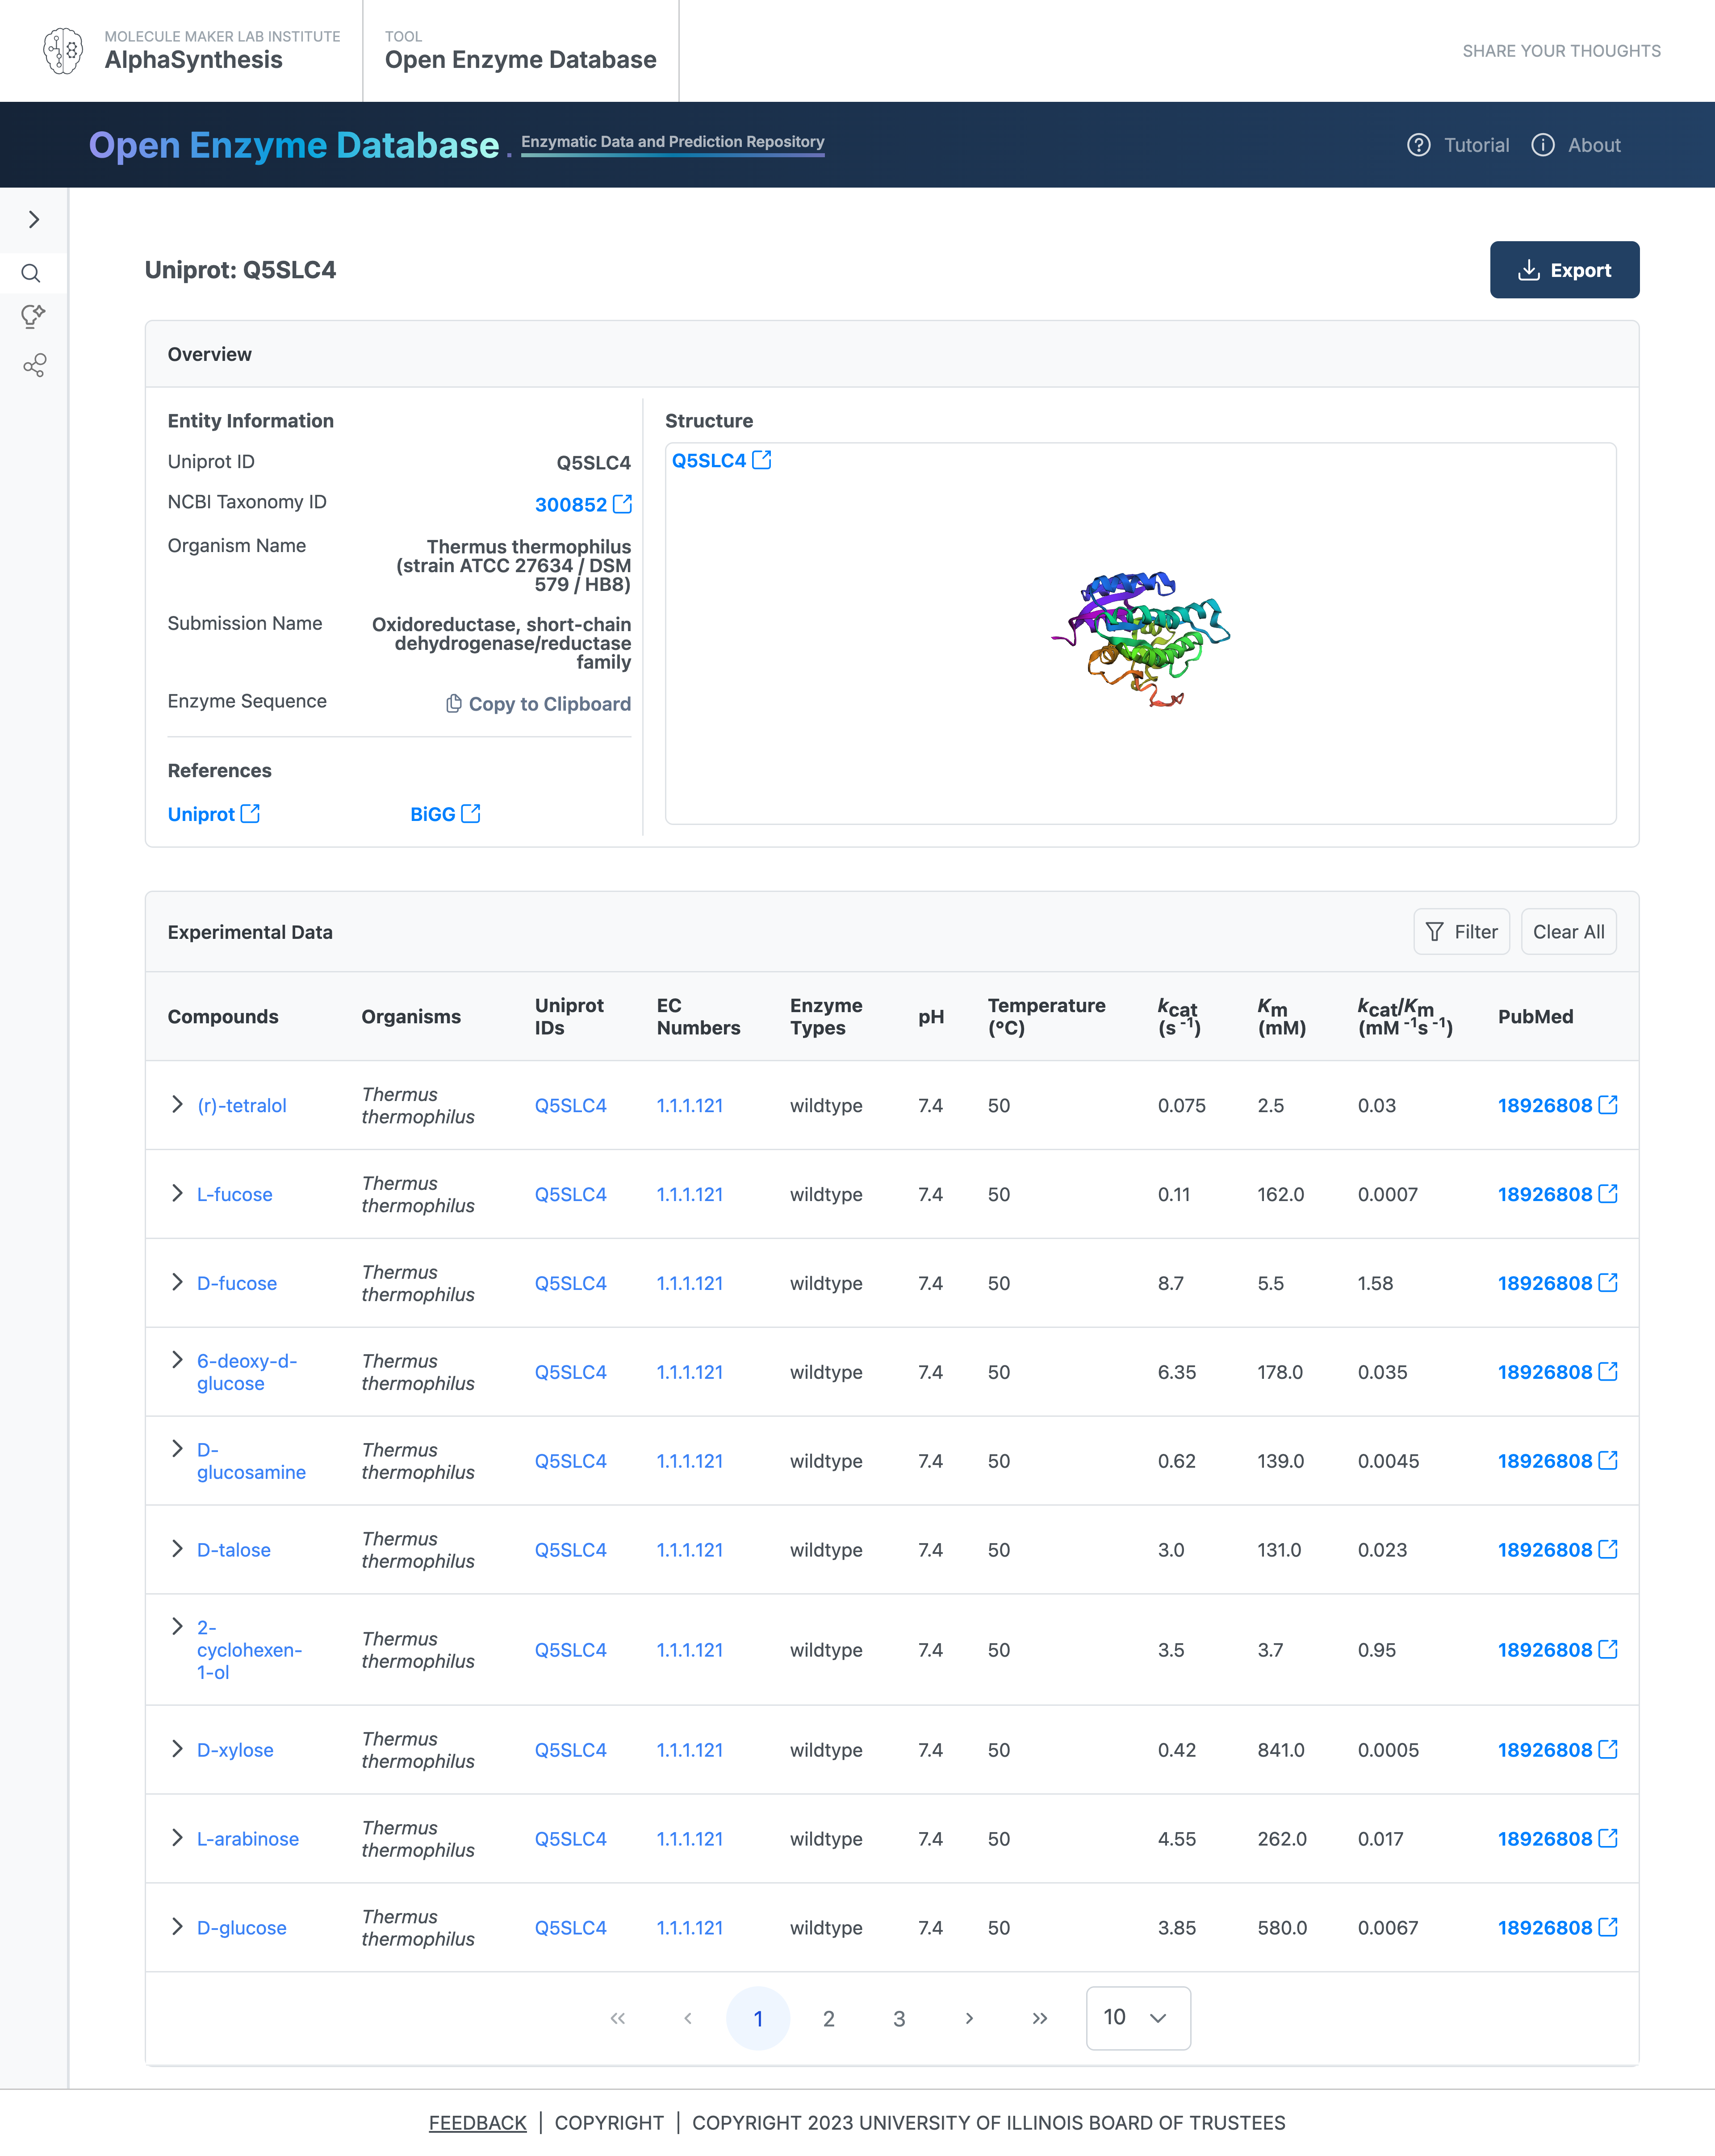 MOLECULE MAKER LAB INSTITUTE
AlphaSynthesis
TOOL
Open Enzyme Database
SHARE YOUR THOUGHTS
Open Enzyme Database . Enzymatic Data and Prediction Repository
Tutorial
About
Uniprot: Q5SLC4
Export
Overview
Entity Information
Uniprot ID Q5SLC4
NCBI Taxonomy ID 300852
Organism Name Thermus thermophilus
(strain ATCC 27634 / DSM
579 / HB8)
Submission Name Oxidoreductase, short-chain
dehydrogenase/reductase
family
Enzyme Sequence Copy to Clipboard
References
Uniprot BiGG
Structure
Q5SLC4
Experimental Data Filter Clear All
Compounds Organisms Uniprot IDs EC Numbers Enzyme Types pH Temperature (°C) kcat (s⁻¹) Km (mM) kcat/Km (mM⁻¹s⁻¹) PubMed
(r)-tetralol Thermus thermophilus Q5SLC4 1.1.1.121 wildtype 7.4 50 0.075 2.5 0.03 18926808
L-fucose Thermus thermophilus Q5SLC4 1.1.1.121 wildtype 7.4 50 0.11 162.0 0.0007 18926808
D-fucose Thermus thermophilus Q5SLC4 1.1.1.121 wildtype 7.4 50 8.7 5.5 1.58 18926808
6-deoxy-d-glucose Thermus thermophilus Q5SLC4 1.1.1.121 wildtype 7.4 50 6.35 178.0 0.035 18926808
D-glucosamine Thermus thermophilus Q5SLC4 1.1.1.121 wildtype 7.4 50 0.62 139.0 0.0045 18926808
D-talose Thermus thermophilus Q5SLC4 1.1.1.121 wildtype 7.4 50 3.0 131.0 0.023 18926808
2-cyclohexen-1-ol Thermus thermophilus Q5SLC4 1.1.1.121 wildtype 7.4 50 3.5 3.7 0.95 18926808
D-xylose Thermus thermophilus Q5SLC4 1.1.1.121 wildtype 7.4 50 0.42 841.0 0.0005 18926808
L-arabinose Thermus thermophilus Q5SLC4 1.1.1.121 wildtype 7.4 50 4.55 262.0 0.017 18926808
D-glucose Thermus thermophilus Q5SLC4 1.1.1.121 wildtype 7.4 50 3.85 580.0 0.0067 18926808
« ‹ 1 2 3 › » 10
FEEDBACK | COPYRIGHT | COPYRIGHT 2023 UNIVERSITY OF ILLINOIS BOARD OF TRUSTEES